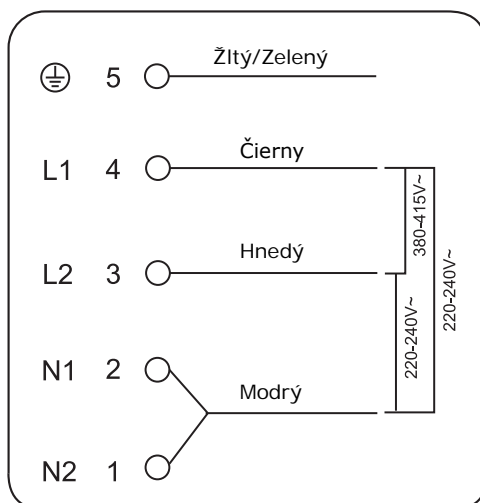 5 Žltý/Zelený
L1 4 Čierny
L2 3 Hnedý
N1 2
Modrý
N2 1
380-415V~
220-240V~
220-240V~